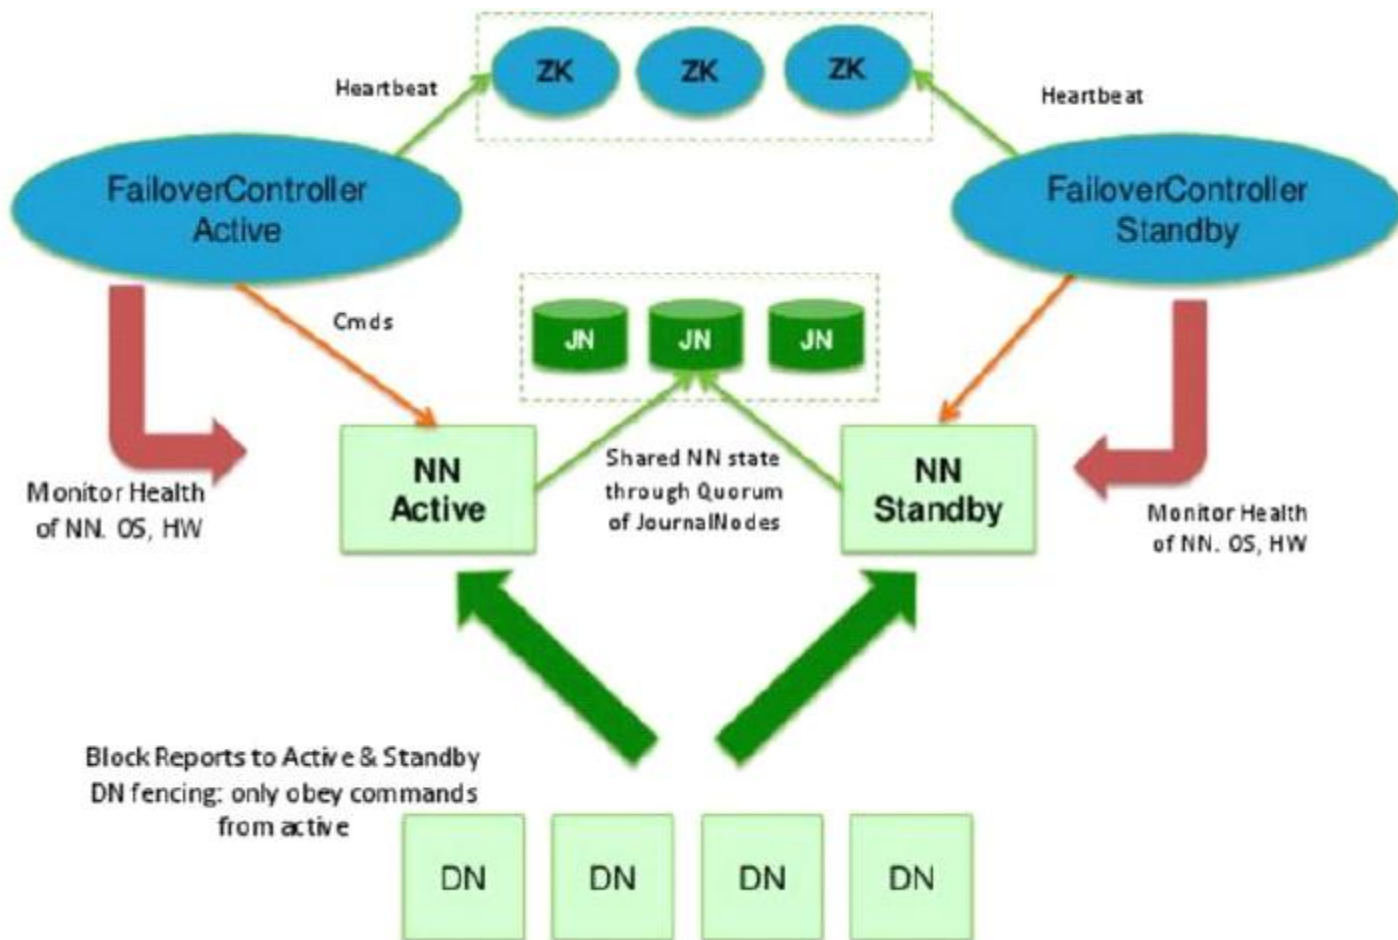 ZK
ZK
ZK
Heartbeat
Heartbeat
FailoverController
Active
FailoverController
Standby
Cmds
JN
JN
JN
NN
Active
Shared NN state
through Quorum
of JournalNodes
NN
Standby
Monitor Health
of NN. OS, HW
Monitor Health
of NN. OS, HW
Block Reports to Active & Standby
DN fencing: only obey commands
from active
DN
DN
DN
DN